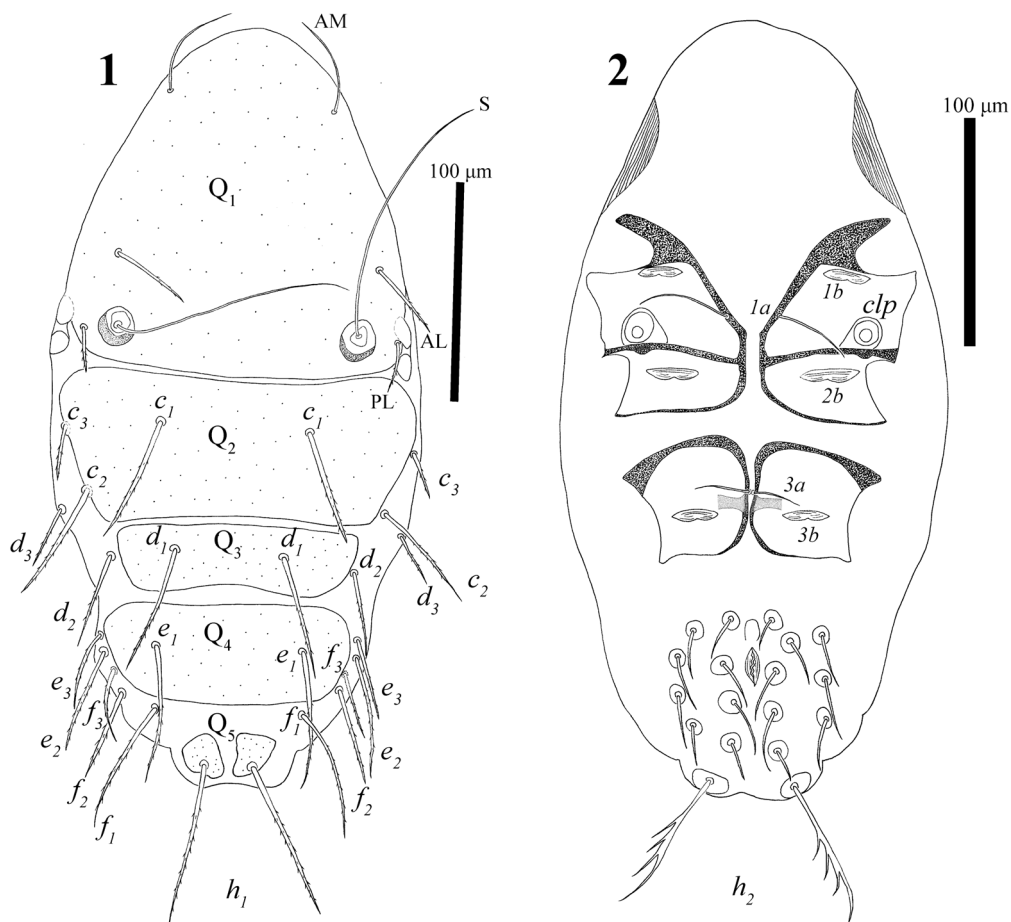 AM
1
2
S
100 μm
100 μm
Q1
1b
1a
clp
AL
PL
2b
c3
c1
Q2
c1
c2
c3
3a
3b
d3
d1
Q3
d1
d2
c2
d3
d2
e1
Q4
e1
f3
e3
e3
f3
e2
Q5
f1
e2
f2
f2
f1
h1
h2